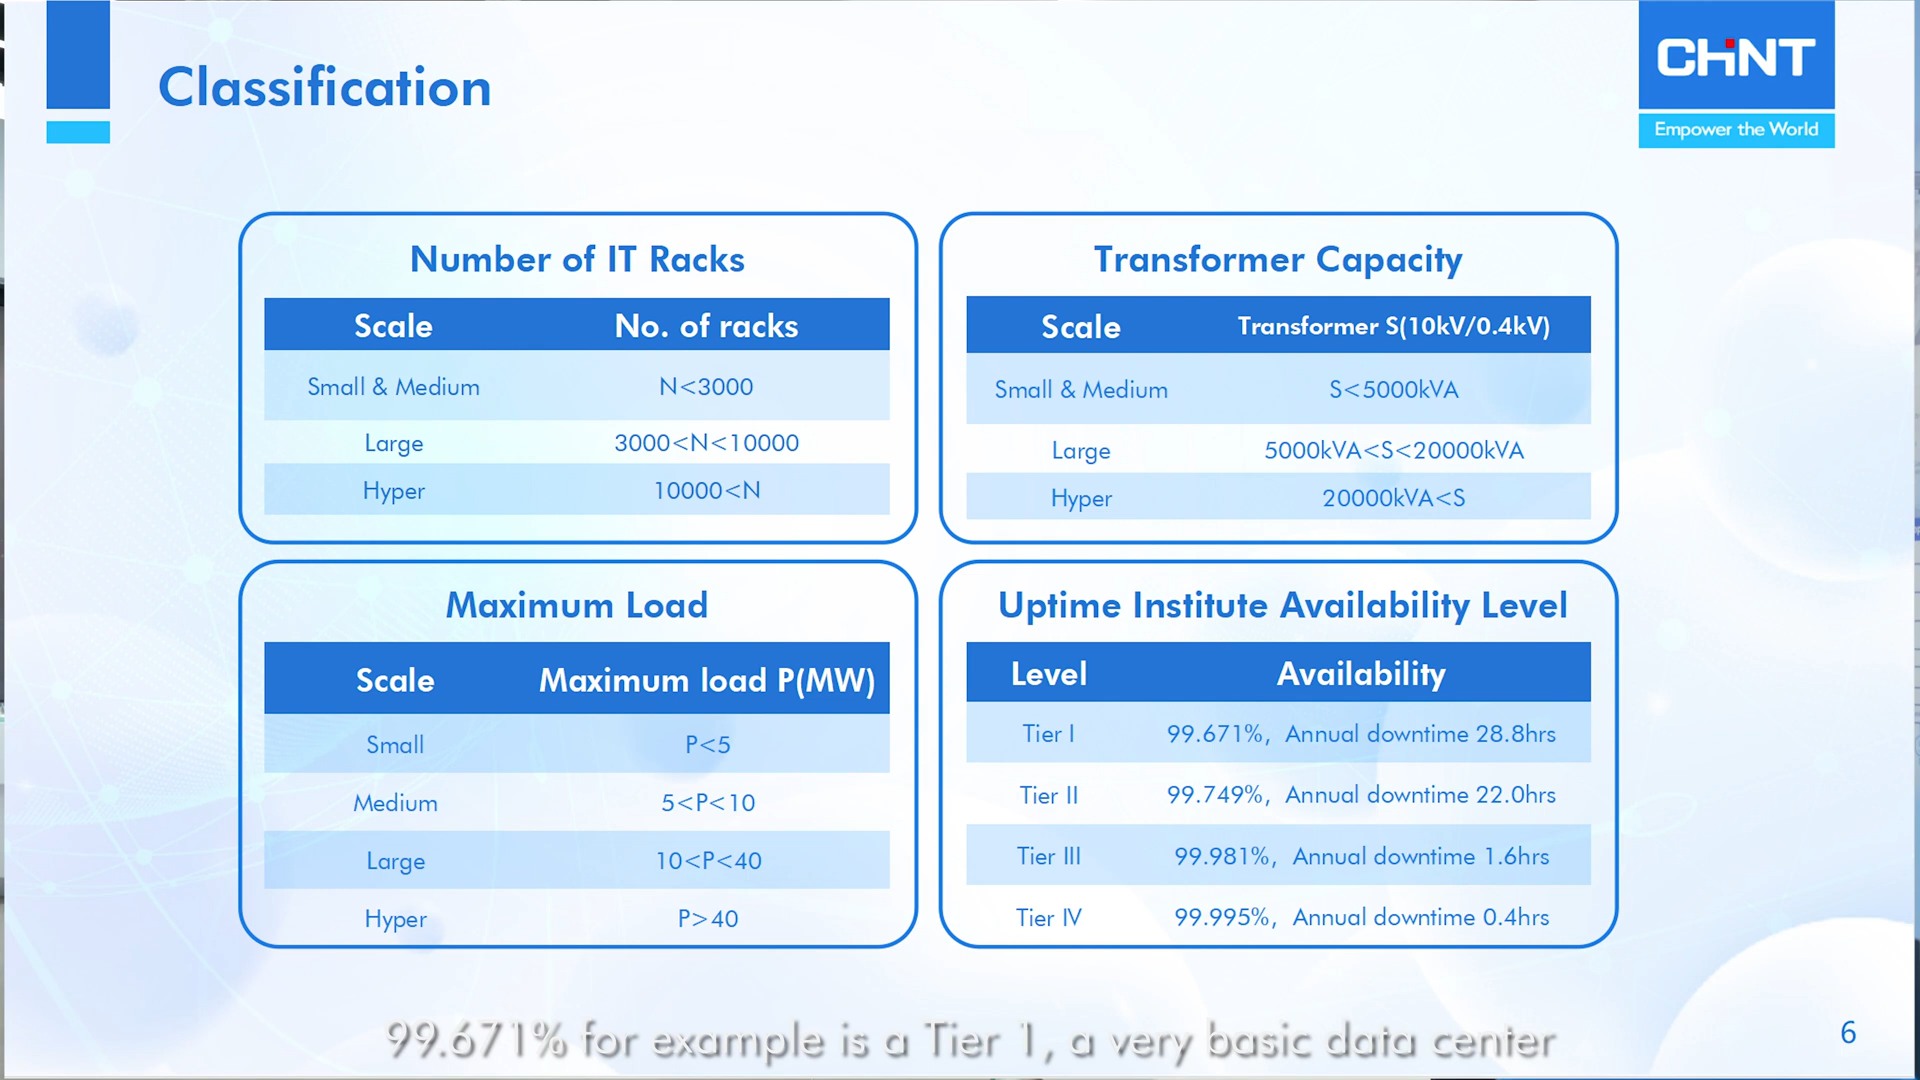 Classification
CHiNT
Empower the World
Number of IT Racks
Scale No. of racks
Small & Medium N<3000
Large 3000<N<10000
Hyper 10000<N
Transformer Capacity
Scale Transformer S(10kV/0.4kV)
Small & Medium S<5000kVA
Large 5000kVA<S<20000kVA
Hyper 20000kVA<S
Maximum Load
Scale Maximum load P(MW)
Small P<5
Medium 5<P<10
Large 10<P<40
Hyper P>40
Uptime Institute Availability Level
Level Availability
Tier I 99.671%, Annual downtime 28.8hrs
Tier II 99.749%, Annual downtime 22.0hrs
Tier III 99.981%, Annual downtime 1.6hrs
Tier IV 99.995%, Annual downtime 0.4hrs
99.671% for example is a Tier 1, a very basic data center
6